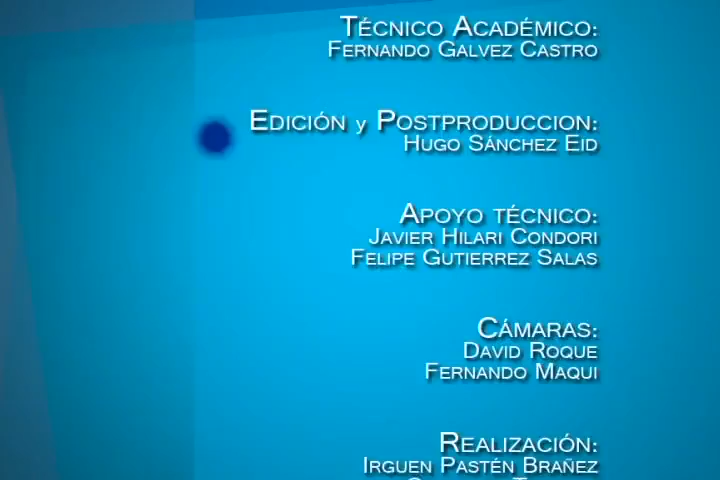 TÉCNICO ACADÉMICO:
FERNANDO GALVEZ CASTRO
EDICIÓN y POSTPRODUCCION:
HUGO SÁNCHEZ EID
APOYO TÉCNICO:
JAVIER HILARI CONDORI
FELIPE GUTIERREZ SALAS
CÁMARAS:
DAVID ROQUE
FERNANDO MAQUI
REALIZACIÓN:
IRGUEN PASTÉN BRAÑEZ